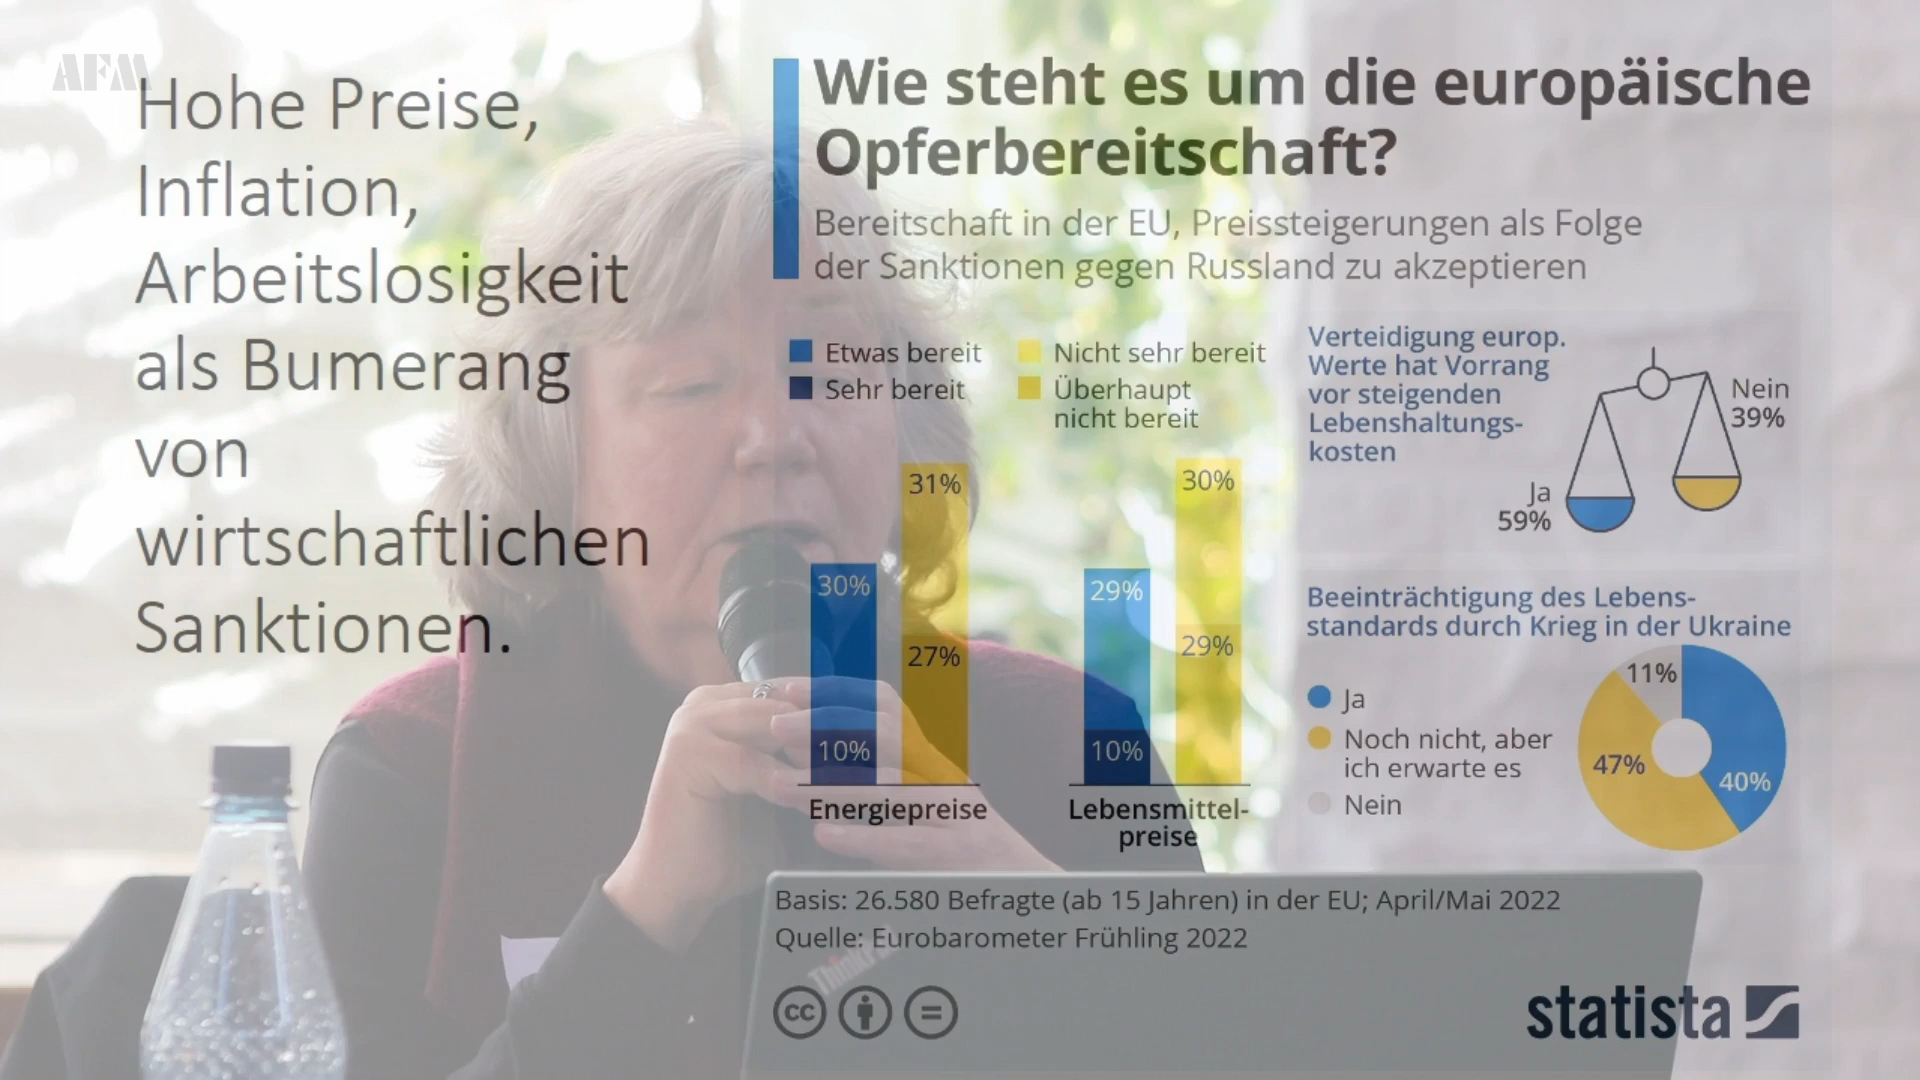 AFM
Hohe Preise,
Inflation,
Arbeitslosigkeit
als Bumerang
von
wirtschaftlichen
Sanktionen.
Wie steht es um die europäische
Opferbereitschaft?
Bereitschaft in der EU, Preissteigerungen als Folge
der Sanktionen gegen Russland zu akzeptieren
Etwas bereit
Sehr bereit
Nicht sehr bereit
Überhaupt
nicht bereit
30%
10%
31%
27%
Energiepreise
29%
10%
30%
29%
Lebensmittel-
preise
Verteidigung europ.
Werte hat Vorrang
vor steigenden
Lebenshaltungs-
kosten
Ja
59%
Nein
39%
Beeinträchtigung des Lebens-
standards durch Krieg in der Ukraine
Ja
Noch nicht, aber
ich erwarte es
Nein
11%
47%
40%
Basis: 26.580 Befragte (ab 15 Jahren) in der EU; April/Mai 2022
Quelle: Eurobarometer Frühling 2022
cc
statista